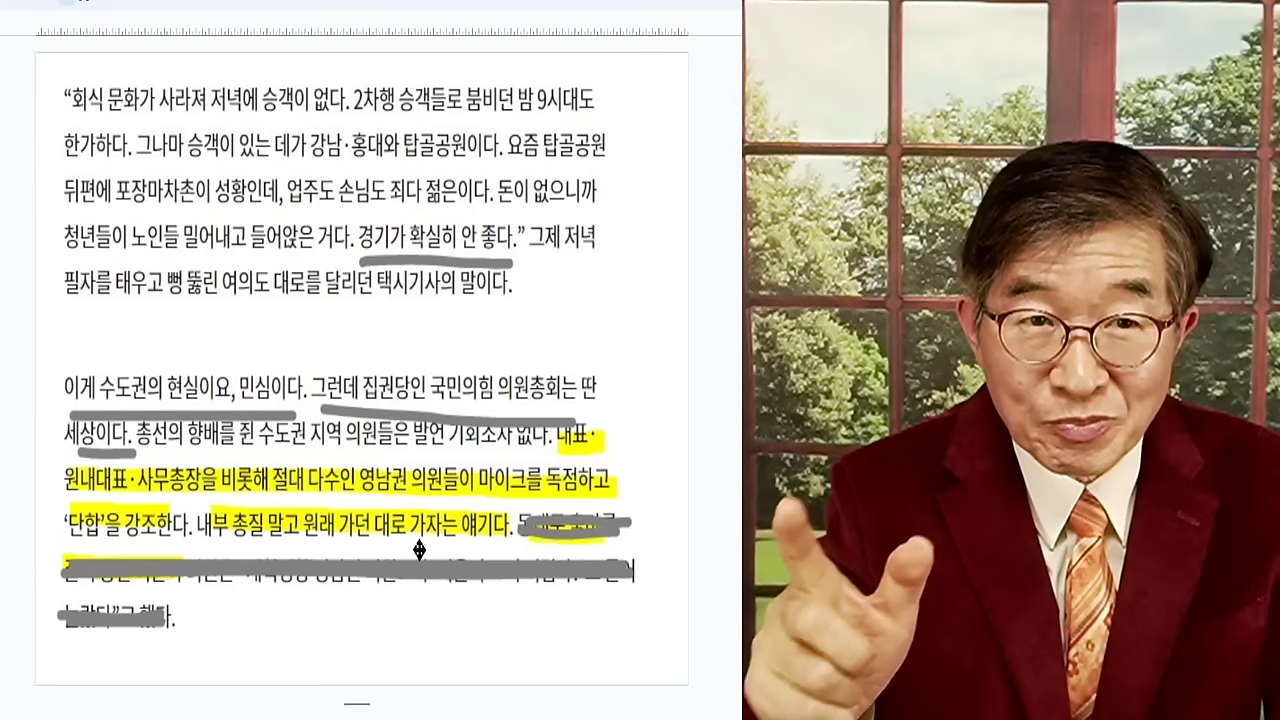 “회식 문화가 사라져 저녁에 승객이 없다. 2차행 승객들로 붐비던 밤 9시대도
한가하다. 그나마 승객이 있는 데가 강남·홍대와 탑골공원이다. 요즘 탑골공원
뒤편에 포장마차촌이 성황인데, 업주도 손님도 죄다 젊은이다. 돈이 없으니까
청년들이 노인들 밀어내고 들어앉은 거다. 경기가 확실히 안 좋다.” 그제 저녁
필자를 태우고 뻥 뚫린 여의도 대로를 달리던 택시기사의 말이다.
이게 수도권의 현실이요, 민심이다. 그런데 집권당인 국민의힘 의원총회는 딴
세상이다. 총선의 향배를 쥔 수도권 지역 의원들은 발언 기회조차 없다. 대표·
원내대표·사무총장을 비롯해 절대 다수인 영남권 의원들이 마이크를 독점하고
‘단합’을 강조한다. 내부 총질 말고 원래 가던 대로 가자는 얘기다.